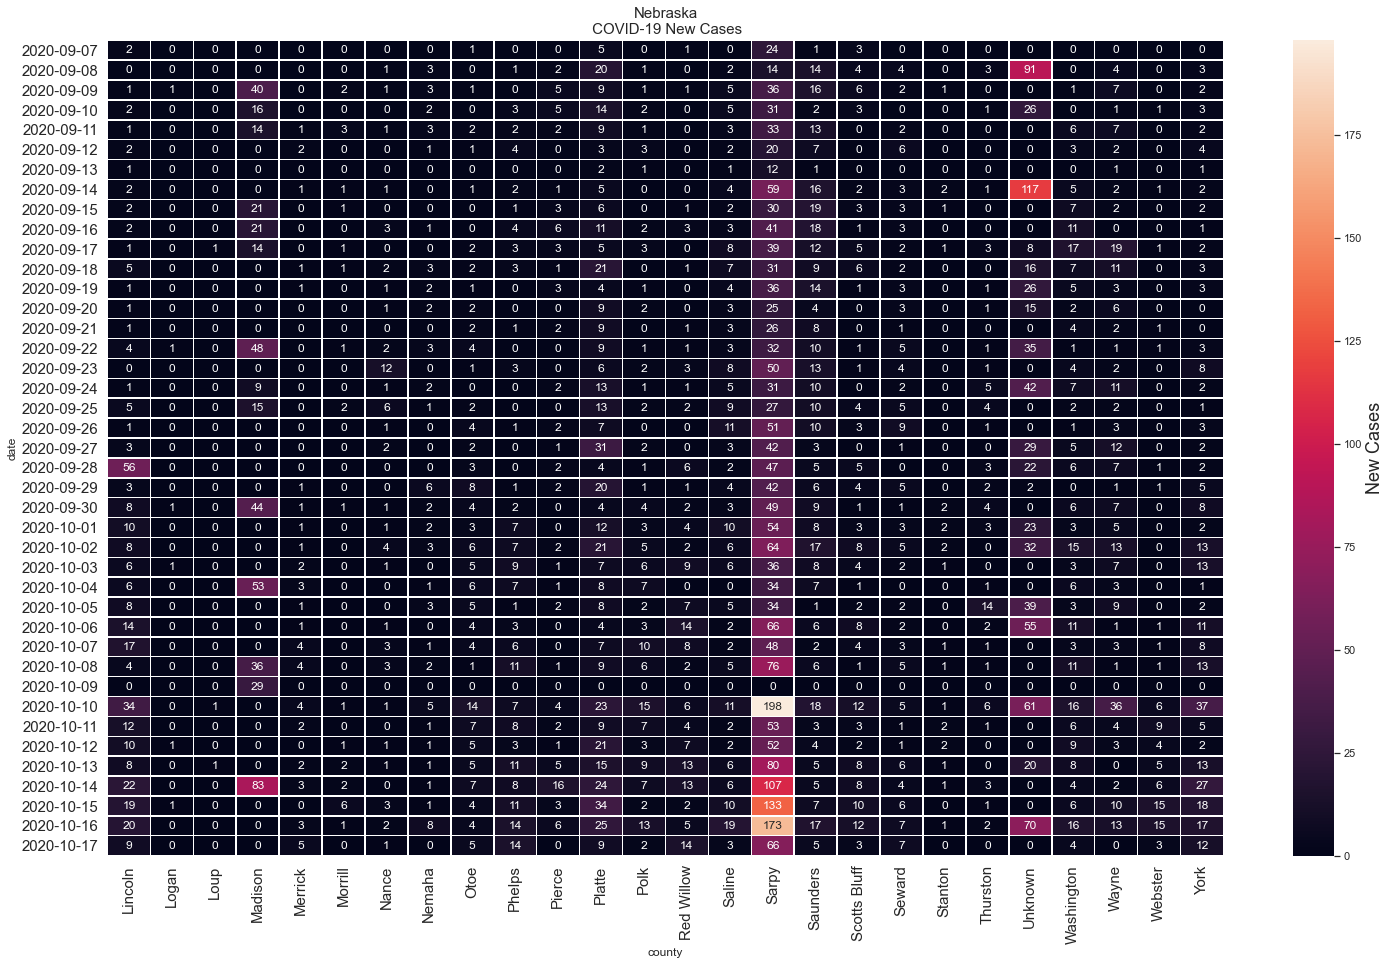 Nebraska
COVID-19 New Cases
2020-09-07 2 0 0 0 0 0 0 0 1 0 0 5 0 1 0 24 1 3 0 0 0 0 0 0 0 0
2020-09-08 0 0 0 0 0 0 1 3 0 1 2 20 1 0 2 14 14 4 4 0 3 91 0 4 0 3
2020-09-09 1 1 0 40 0 2 1 3 1 0 5 9 1 1 5 36 16 6 2 1 0 0 1 7 0 2
2020-09-10 2 0 0 16 0 0 0 2 0 3 5 14 2 0 5 31 2 3 0 0 1 26 0 1 1 3
2020-09-11 1 0 0 14 1 3 1 3 2 2 2 9 1 0 3 33 13 0 2 0 0 0 6 7 0 2
2020-09-12 2 0 0 0 2 0 0 1 1 4 0 3 3 0 2 20 7 0 6 0 0 0 3 2 0 4
2020-09-13 1 0 0 0 0 0 0 0 0 0 0 2 1 0 1 12 1 0 0 0 0 0 0 1 0 1
2020-09-14 2 0 0 0 1 1 1 0 1 2 1 5 0 0 4 59 16 2 3 2 1 117 5 2 1 2
2020-09-15 2 0 0 21 0 1 0 0 0 1 3 6 0 1 2 30 19 3 3 1 0 0 7 2 0 2
2020-09-16 2 0 0 21 0 0 3 1 0 4 6 11 2 3 3 41 18 1 3 0 0 0 11 0 0 1
2020-09-17 1 0 1 14 0 1 0 0 2 3 3 5 3 0 8 39 12 5 2 1 3 8 17 19 1 2
2020-09-18 5 0 0 0 1 1 2 3 2 3 1 21 0 1 7 31 9 6 2 0 0 16 7 11 0 3
2020-09-19 1 0 0 0 1 0 1 2 1 0 3 4 1 0 4 36 14 1 3 0 1 26 5 3 0 3
2020-09-20 1 0 0 0 0 0 1 2 2 0 0 9 2 0 3 25 4 0 3 0 1 15 2 6 0 0
2020-09-21 1 0 0 0 0 0 0 0 2 1 2 9 0 1 3 26 8 0 1 0 0 0 4 2 1 0
2020-09-22 4 1 0 48 0 1 2 3 4 0 0 9 1 1 3 32 10 1 5 0 1 35 1 1 1 3
2020-09-23 0 0 0 0 0 0 12 0 1 3 0 6 2 3 8 50 13 1 4 0 1 0 4 2 0 8
2020-09-24 1 0 0 9 0 0 1 2 0 0 2 13 1 1 3 31 10 0 2 0 5 42 7 11 0 2
2020-09-25 5 0 0 15 0 2 6 1 2 0 0 13 2 2 9 27 10 4 5 0 4 0 2 2 0 1
2020-09-26 1 0 0 0 0 0 1 0 4 1 2 7 0 0 11 51 10 3 9 0 1 0 1 3 0 3
2020-09-27 3 0 0 0 0 0 2 0 2 0 1 31 2 0 3 42 3 0 1 0 0 29 5 12 0 2
2020-09-28 56 0 0 0 0 0 0 0 3 0 2 4 1 6 2 47 5 5 0 0 3 22 6 7 1 2
2020-09-29 3 0 0 0 1 0 0 6 8 1 2 20 1 1 4 42 6 4 5 0 2 2 0 1 1 5
2020-09-30 8 1 0 44 1 1 1 2 4 2 0 4 4 2 3 49 9 1 1 2 4 0 6 7 0 8
2020-10-01 10 0 0 0 1 0 1 2 3 7 0 12 2 4 10 54 8 3 3 2 3 23 3 5 0 2
2020-10-02 8 0 0 0 1 0 4 3 6 7 2 21 5 2 6 64 17 8 5 2 0 32 15 13 0 13
2020-10-03 6 1 0 0 2 0 1 0 5 9 1 7 6 9 6 36 8 4 2 1 0 0 3 7 0 13
2020-10-04 6 0 0 53 3 0 0 1 6 7 1 8 7 0 0 34 7 1 0 0 1 0 6 3 0 1
2020-10-05 8 0 0 0 1 0 0 3 5 1 2 8 2 7 5 34 1 2 2 0 14 39 3 9 0 2
2020-10-06 14 0 0 0 1 0 1 0 4 3 0 4 3 14 2 66 6 8 2 0 2 55 11 1 1 11
2020-10-07 17 0 0 0 4 0 3 1 4 6 0 7 10 8 2 48 2 4 3 1 1 0 3 3 1 8
2020-10-08 4 0 0 36 4 0 3 2 1 11 1 9 6 2 5 76 6 1 5 1 1 0 11 1 1 13
2020-10-09 0 0 0 29 0 0 0 0 0 0 0 0 0 0 0 0 0 0 0 0 0 0 0 0 0 0
2020-10-10 34 0 1 0 4 1 1 5 14 7 4 23 15 6 11 198 18 12 5 1 6 61 16 36 6 37
2020-10-11 12 0 0 0 2 0 0 1 7 8 2 9 7 4 2 53 3 3 1 2 1 0 6 4 9 5
2020-10-12 10 1 0 0 0 1 1 1 5 3 1 21 3 7 2 52 4 2 1 2 0 0 9 3 4 2
2020-10-13 8 0 1 0 2 2 1 1 5 11 5 15 9 13 6 80 5 8 6 1 0 20 8 0 5 13
2020-10-14 22 0 0 83 3 2 0 1 7 8 16 24 7 13 6 107 5 8 4 1 3 0 4 2 6 27
2020-10-15 19 1 0 0 0 6 3 1 4 11 3 34 2 2 10 133 7 10 6 0 1 0 6 10 15 18
2020-10-16 20 0 0 0 3 1 2 8 4 14 6 25 13 5 19 173 17 12 7 1 2 70 16 13 15 17
2020-10-17 9 0 0 0 5 0 1 0 5 14 0 9 2 14 3 66 5 3 7 0 0 0 4 0 3 12
Lincoln Logan Loup Madison Merrick Morrill Nance Nemaha Otoe Phelps Pierce Platte Polk Red Willow Saline Sarpy Saunders Scotts Bluff Seward Stanton Thurston Unknown Washington Wayne Webster York
county
date
175
150
125
100
75
50
25
0
New Cases